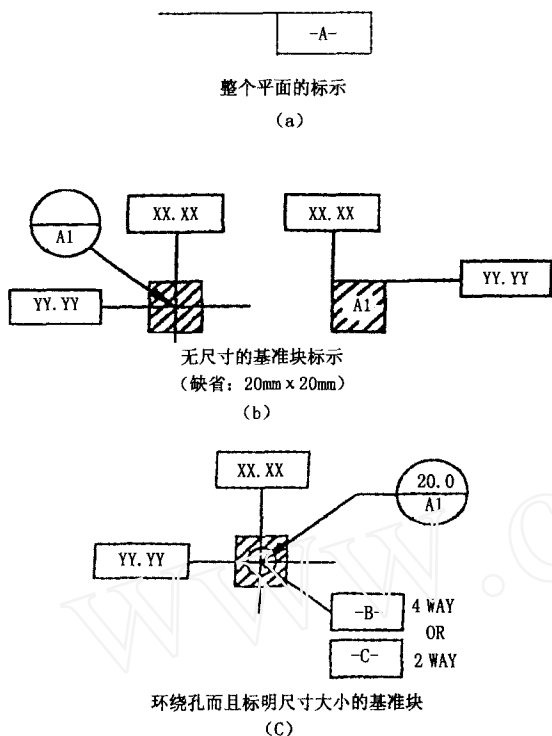 -A-
整个平面的标示
(a)
XX.XX
XX.XX
A1
YY.YY
YY.YY
A1
无尺寸的基准块标示
(缺省: 20mm x 20mm)
(b)
XX.XX
20.0
A1
YY.YY
-B-
4 WAY
OR
-C-
2 WAY
环绕孔而且标明尺寸大小的基准块
(C)
www.c